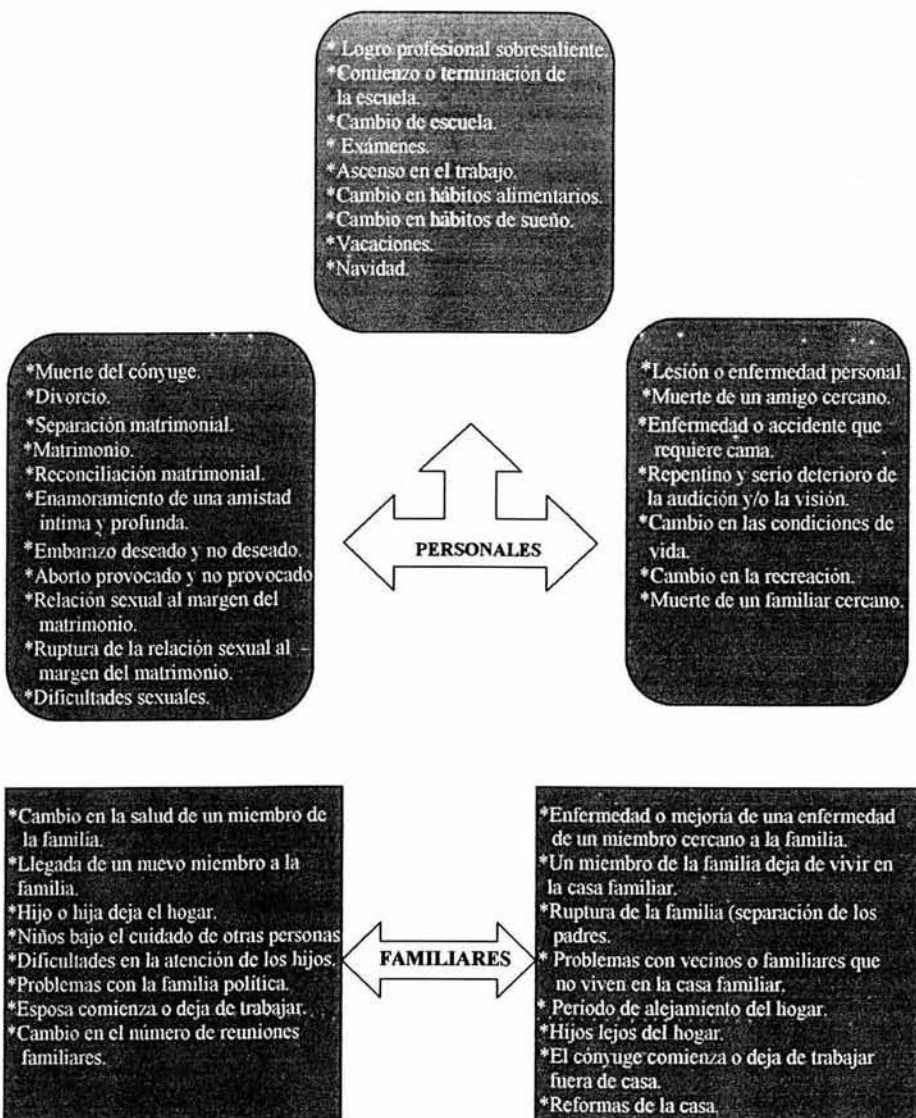 * Logro profesional sobresaliente.
*Comienzo o terminación de
la escuela.
*Cambio de escuela.
* Exámenes.
*Ascenso en el trabajo.
*Cambio en hábitos alimentarios.
*Cambio en hábitos de sueño.
*Vacaciones.
*Navidad.
*Muerte del cónyuge.
*Divorcio.
*Separación matrimonial.
*Matrimonio.
*Reconciliación matrimonial.
*Enamoramiento de una amistad
íntima y profunda.
*Embarazo deseado y no deseado.
*Aborto provocado y no provocado
*Relación sexual al margen del
matrimonio.
*Ruptura de la relación sexual al
margen del matrimonio.
*Dificultades sexuales.
PERSONALES
*Lesión o enfermedad personal.
*Muerte de un amigo cercano.
*Enfermedad o accidente que
requiere cama.
*Repentino y serio deterioro de
la audición y/o la visión.
*Cambio en las condiciones de
vida.
*Cambio en la recreación.
*Muerte de un familiar cercano.
*Cambio en la salud de un miembro de
la familia.
*Llegada de un nuevo miembro a la
familia.
*Hijo o hija deja el hogar.
*Niños bajo el cuidado de otras personas
*Dificultades en la atención de los hijos.
*Problemas con la familia política.
*Esposa comienza o deja de trabajar.
*Cambio en el número de reuniones
familiares.
FAMILIARES
*Enfermedad o mejoría de una enfermedad
de un miembro cercano a la familia.
*Un miembro de la familia deja de vivir en
la casa familiar.
*Ruptura de la familia (separación de los
padres.
* Problemas con vecinos o familiares que
no viven en la casa familiar.
* Periodo de alejamiento del hogar.
*Hijos lejos del hogar.
*El cónyuge comienza o deja de trabajar
fuera de casa.
*Reformas de la casa.